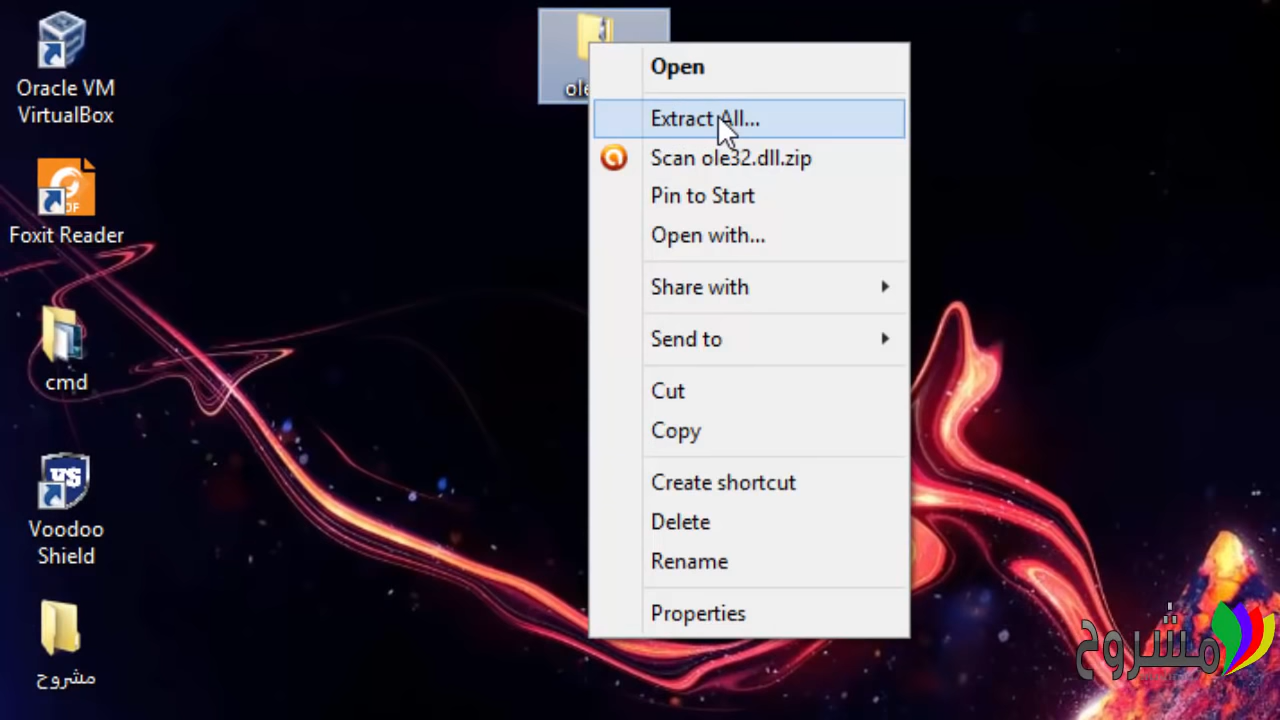 Oracle VM
VirtualBox
Foxit Reader
cmd
Voodoo
Shield
مشروح
Open
Extract All...
Scan ole32.dll.zip
Pin to Start
Open with...
Share with
Send to
Cut
Copy
Create shortcut
Delete
Rename
Properties
مشروح